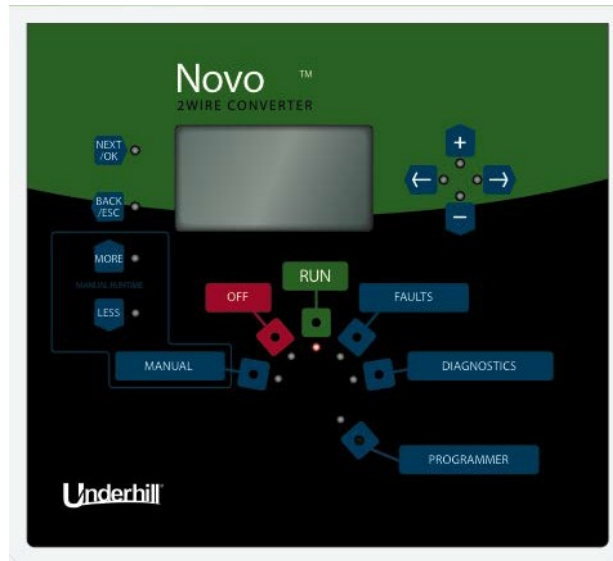 Novo ™
2WIRE CONVERTER
NEXT
/OK
+
BACK
/ESC
← →
−
MORE
MANUAL RUNTIME
LESS
RUN
OFF
FAULTS
MANUAL
DIAGNOSTICS
PROGRAMMER
Underhill®